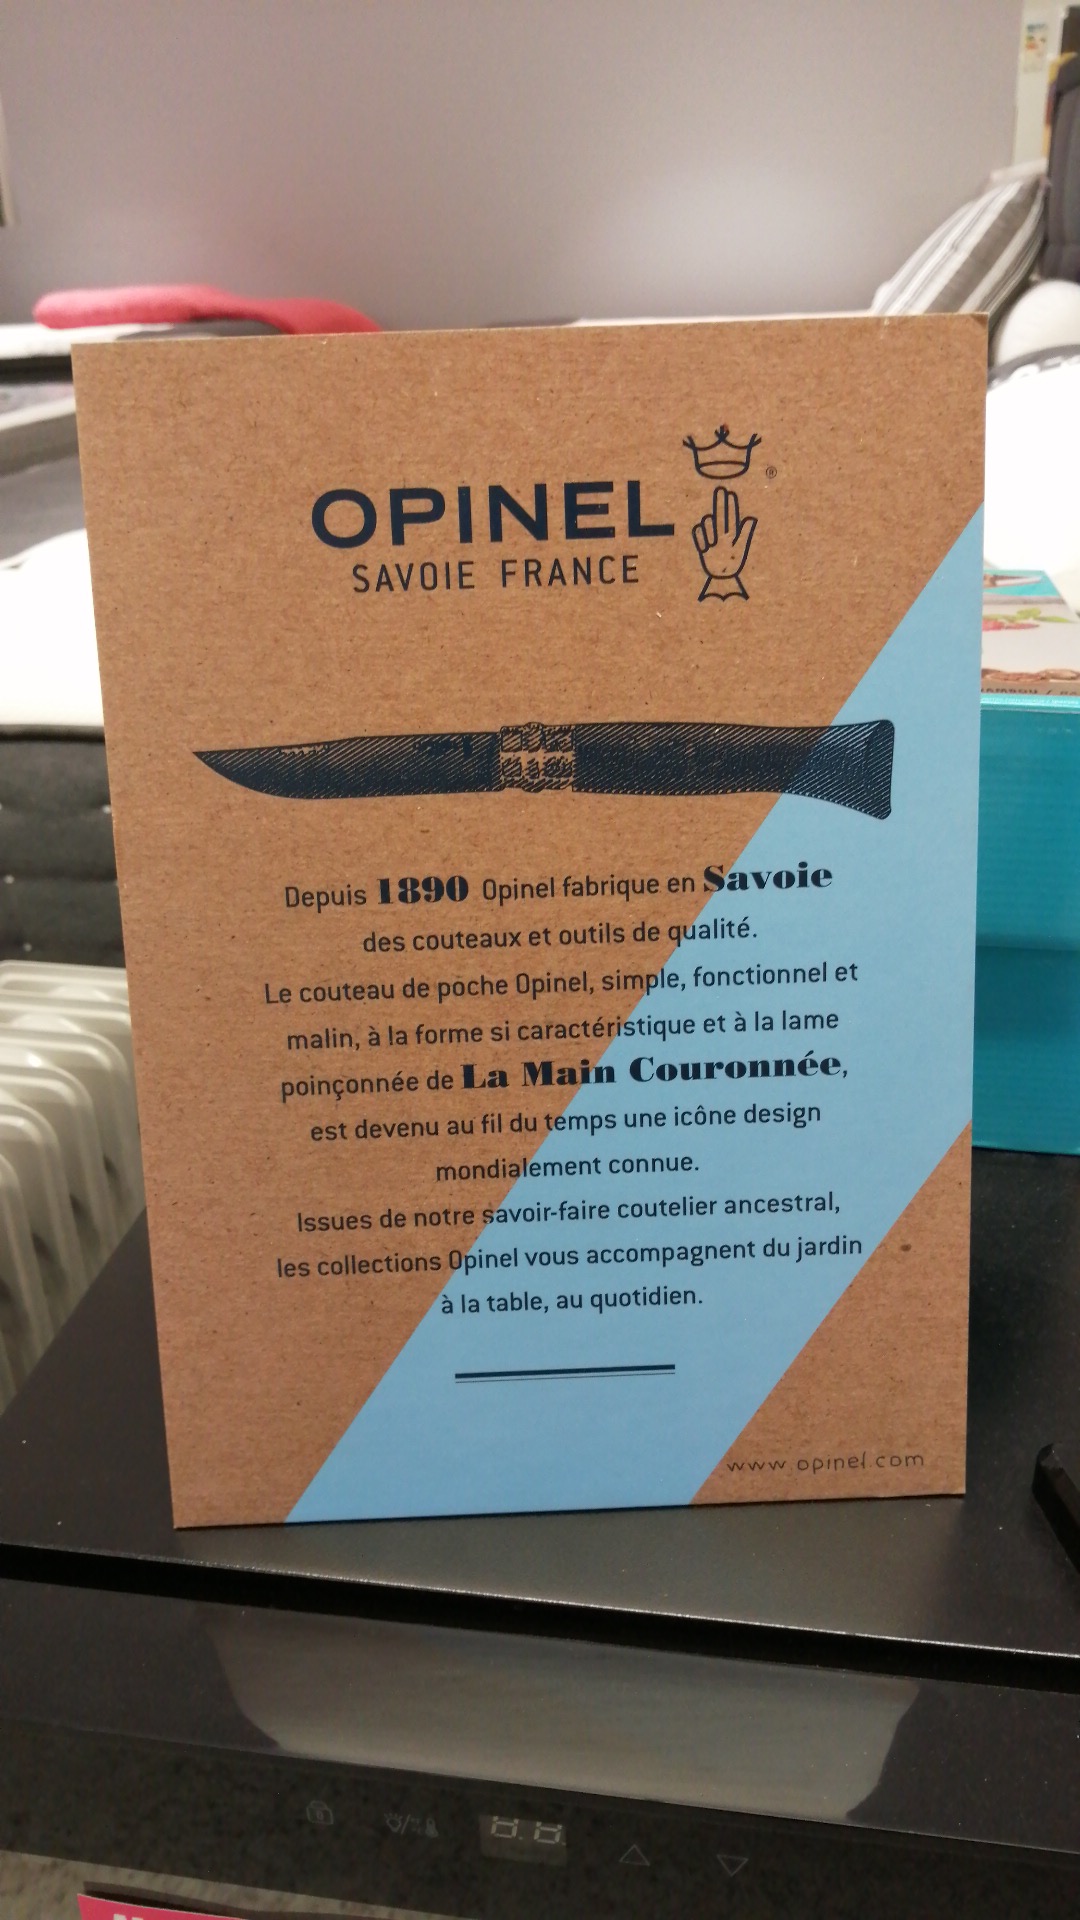 OPINEL
®
SAVOIE FRANCE
Depuis 1890 Opinel fabrique en Savoie
des couteaux et outils de qualité.
Le couteau de poche Opinel, simple, fonctionnel et
malin, à la forme si caractéristique et à la lame
poinçonnée de La Main Couronnée,
est devenu au fil du temps une icône design
mondialement connue.
Issues de notre savoir-faire coutelier ancestral,
les collections Opinel vous accompagnent du jardin
à la table, au quotidien.
www.opinel.com